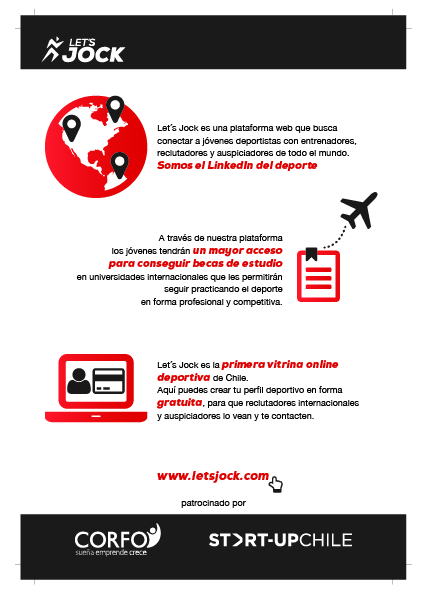 LET'S
JOCK
Let´s Jock es una plataforma web que busca
conectar a jóvenes deportistas con entrenadores,
reclutadores y auspiciadores de todo el mundo.
Somos el LinkedIn del deporte
A través de nuestra plataforma
los jóvenes tendrán un mayor acceso
para conseguir becas de estudio
en universidades internacionales que les permitirán
seguir practicando el deporte
en forma profesional y competitiva.
Let´s Jock es la primera vitrina online
deportiva de Chile.
Aquí puedes crear tu perfil deportivo en forma
gratuita, para que reclutadores internacionales
y auspiciadores lo vean y te contacten.
www.letsjock.com
patrocinado por
CORFO
sueña emprende crece
START-UPCHILE